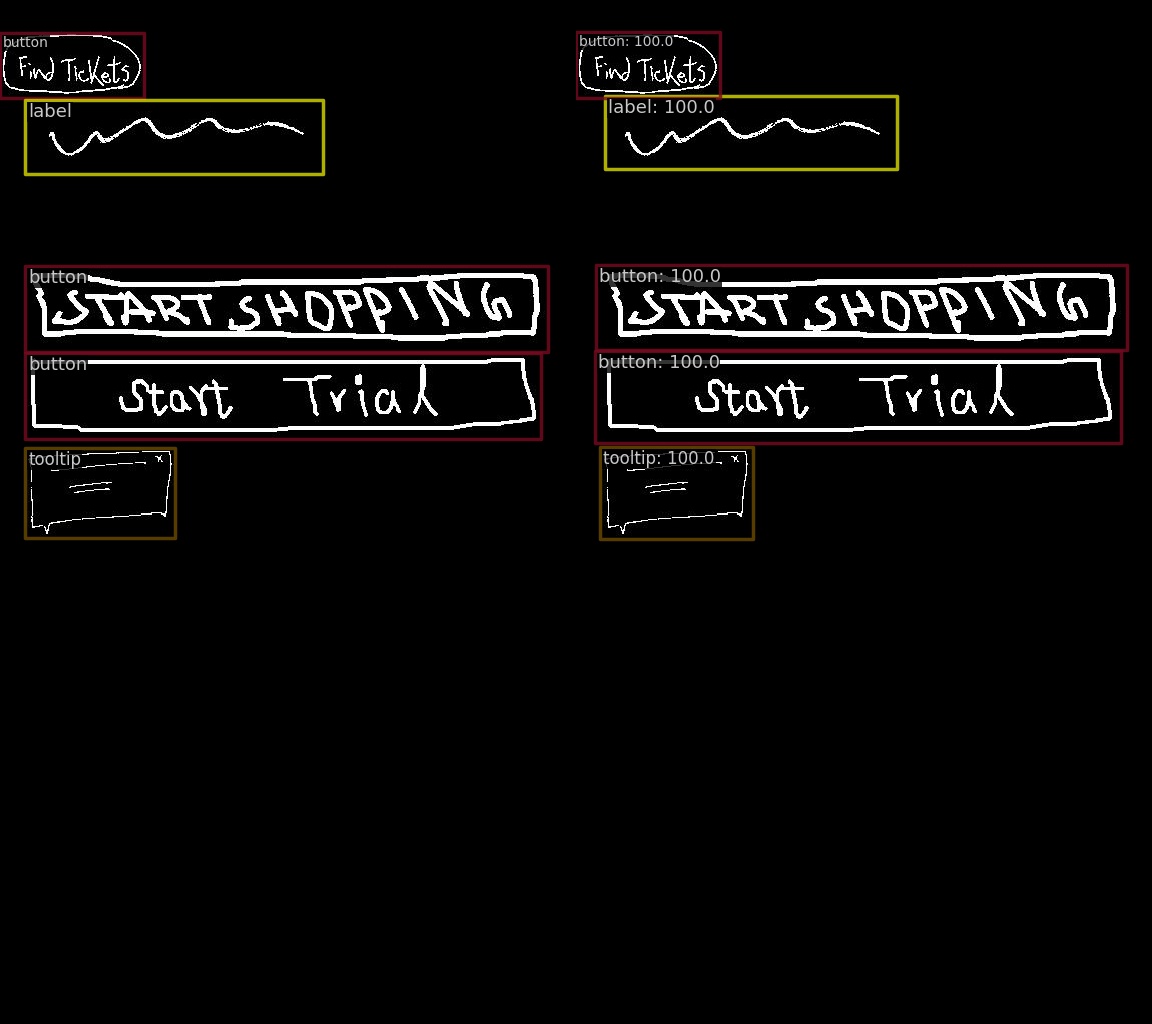 button
button: 100.0
Find Tickets
Find Tickets
label
label: 100.0
button
button: 100.0
START SHOPPING
START SHOPPING
button
button: 100.0
Start Trial
Start Trial
tooltip
tooltip: 100.0
x
x